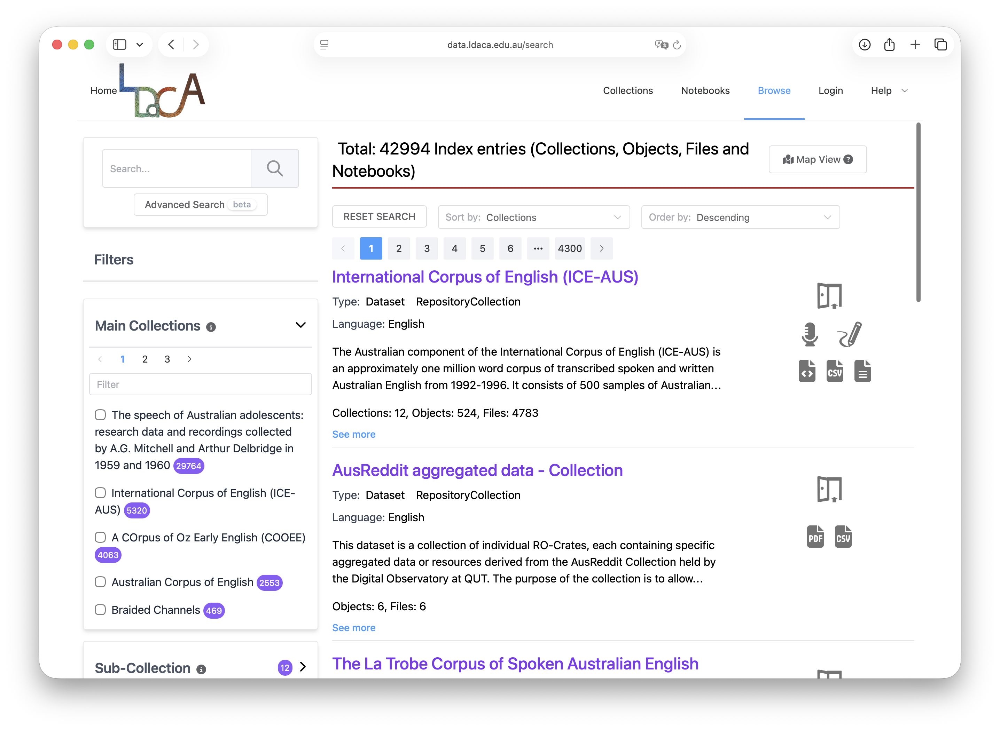 data.ldaca.edu.au/search
Home
LDaCA
Collections
Notebooks
Browse
Login
Help
Search...
Advanced Search beta
Filters
Main Collections
1 2 3
Filter
The speech of Australian adolescents:
research data and recordings collected
by A.G. Mitchell and Arthur Delbridge in
1959 and 1960 29764
International Corpus of English (ICE-
AUS) 5320
A COrpus of Oz Early English (COOEE)
4063
Australian Corpus of English 2553
Braided Channels 469
Sub-Collection
12
Total: 42994 Index entries (Collections, Objects, Files and
Notebooks)
Map View ?
RESET SEARCH
Sort by: Collections
Order by: Descending
1 2 3 4 5 6 ••• 4300
International Corpus of English (ICE-AUS)
Type: Dataset RepositoryCollection
Language: English
The Australian component of the International Corpus of English (ICE-AUS) is
an approximately one million word corpus of transcribed spoken and written
Australian English from 1992-1996. It consists of 500 samples of Australian...
Collections: 12, Objects: 524, Files: 4783
See more
CSV
AusReddit aggregated data - Collection
Type: Dataset RepositoryCollection
Language: English
This dataset is a collection of individual RO-Crates, each containing specific
aggregated data or resources derived from the AusReddit Collection held by
the Digital Observatory at QUT. The purpose of the collection is to allow...
Objects: 6, Files: 6
See more
PDF CSV
The La Trobe Corpus of Spoken Australian English